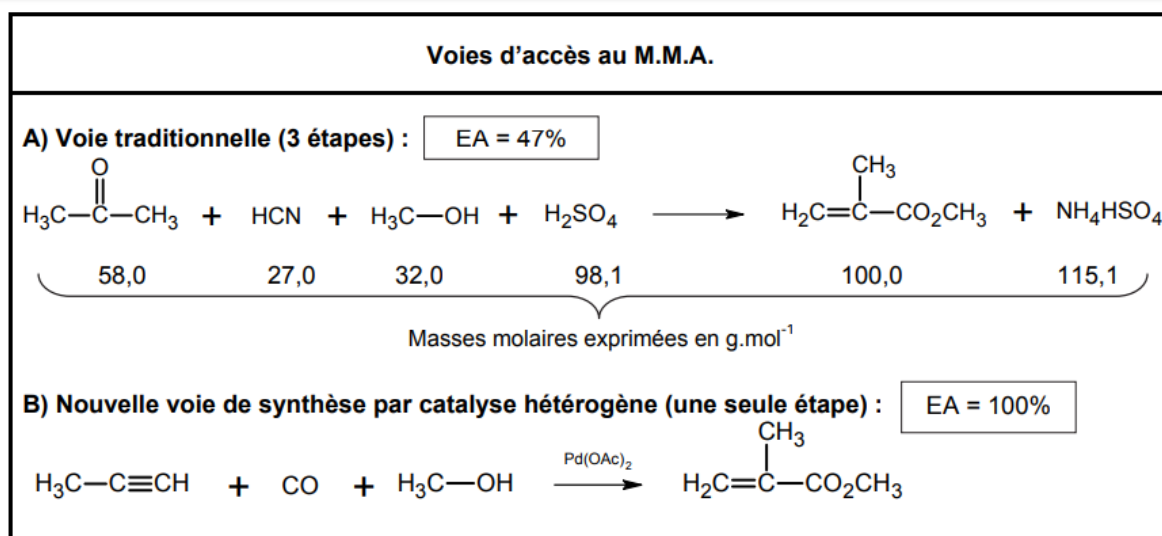 Voies d'accès au M.M.A.
A) Voie traditionnelle (3 étapes) : EA = 47%
O
CH₃
H₃C—C—CH₃ + HCN + H₃C—OH + H₂SO₄ ⟶ H₂C=C—CO₂CH₃ + NH₄HSO₄
58,0 27,0 32,0 98,1 100,0 115,1
Masses molaires exprimées en g.mol⁻¹
B) Nouvelle voie de synthèse par catalyse hétérogène (une seule étape) : EA = 100%
CH₃
Pd(OAc)₂
H₃C—C≡CH + CO + H₃C—OH ⟶ H₂C=C—CO₂CH₃